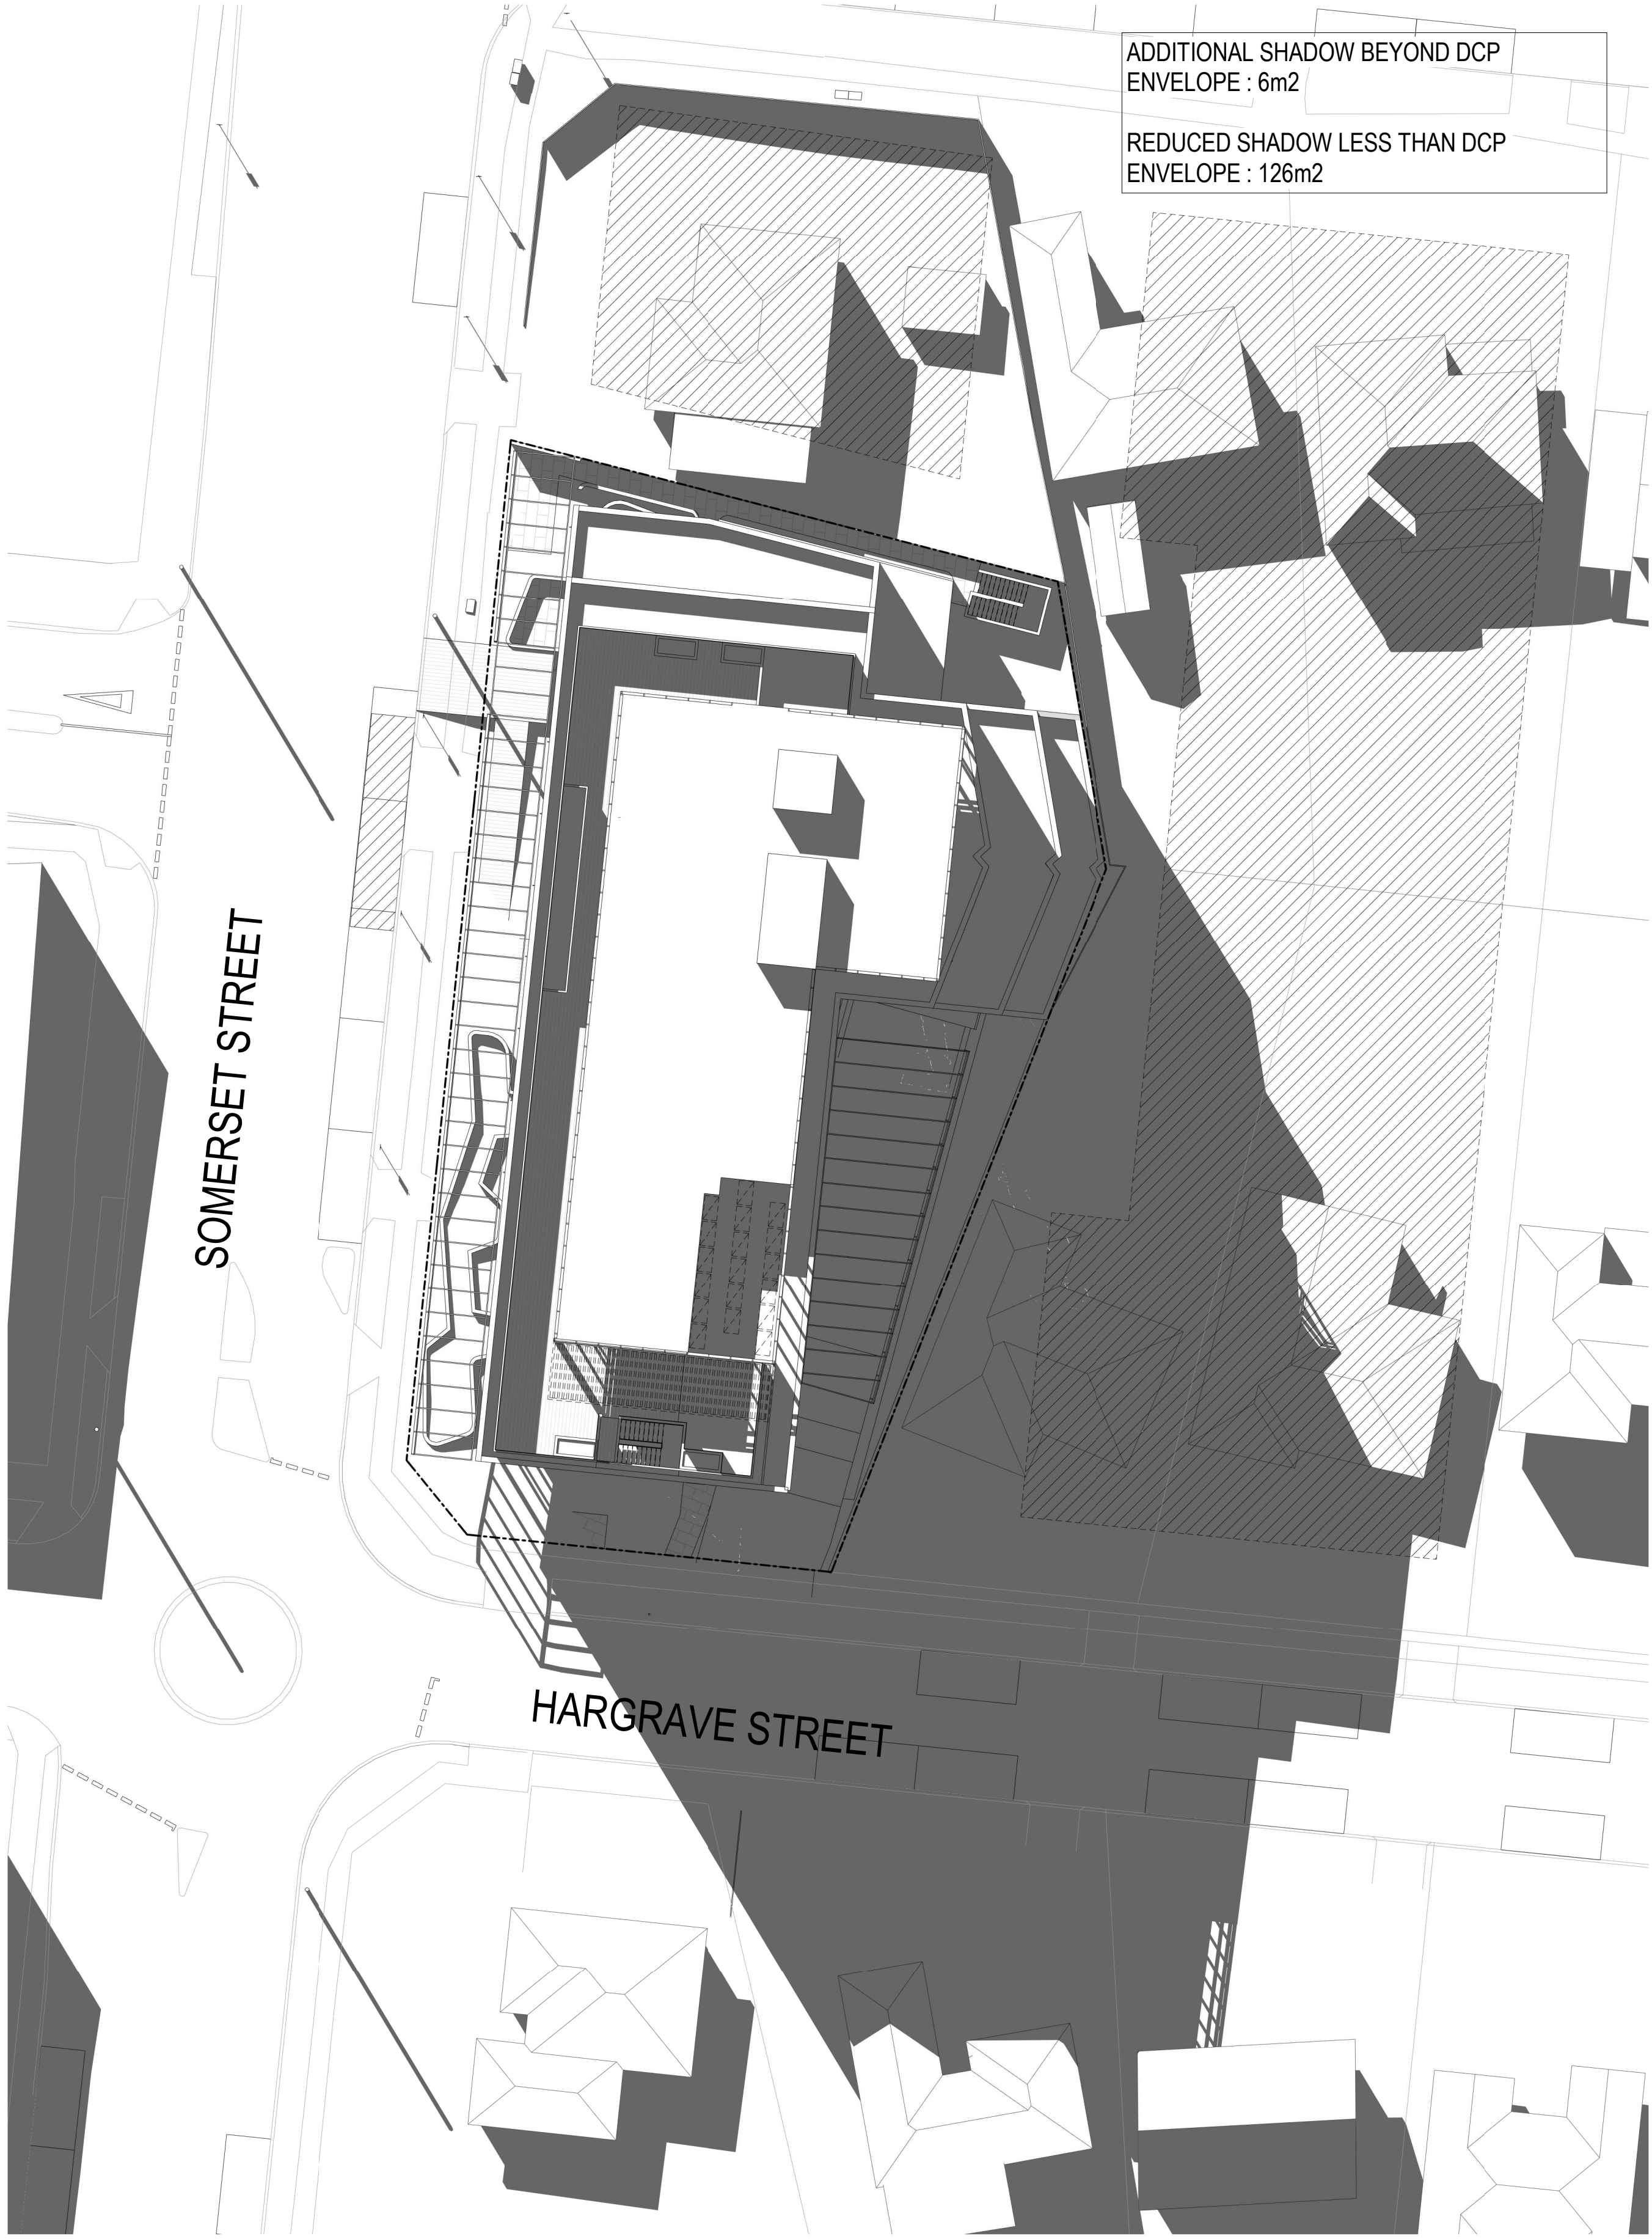 ADDITIONAL SHADOW BEYOND DCP
ENVELOPE : 6m2
REDUCED SHADOW LESS THAN DCP
ENVELOPE : 126m2
SOMERSET STREET
HARGRAVE STREET